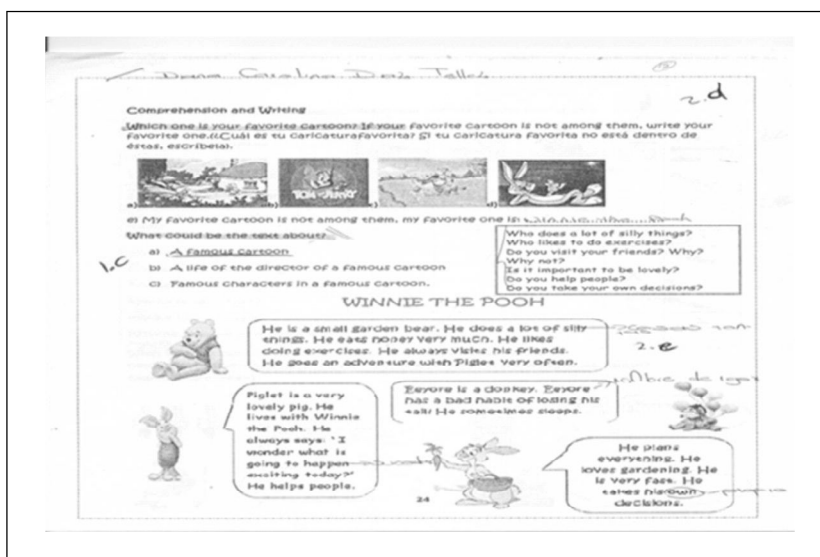 Diana Carolina Diaz Tellez
2.d
Comprehension and Writing
Which one is your favorite cartoon? If your favorite cartoon is not among them, write your
favorite one.(¿Cuál es tu caricatura favorita? Si tu caricatura favorita no está dentro de
éstas, escríbela).
a) b) TOM and JERRY c) d)
e) My favorite cartoon is not among them, my favorite one is: winnie the Pooh
What could be the text about?
1.c
a) A famous cartoon
b) A life of the director of a famous cartoon
c) Famous characters in a famous cartoon.
Who does a lot of silly things?
Who likes to do exercises?
Do you visit your friends? Why?
Why not?
Is it important to be lovely?
Do you help people?
Do you take your own decisions?
WINNIE THE POOH
He is a small garden bear. He does a lot of silly
things. He eats honey very much. He likes
doing exercises. He always visits his friends.
He goes an adventure with Piglet very often.
2.e
Piglet is a very
lovely pig. He
lives with Winnie
the Pooh. He
always says: "I
wonder what is
going to happen
exciting today?"
He helps people.
Eeyore is a donkey. Eeyore
has a bad habit of losing his
tail! He sometimes sleeps.
He plans
everything. He
loves gardening. He
is very fast. He
takes his own
decisions.
24